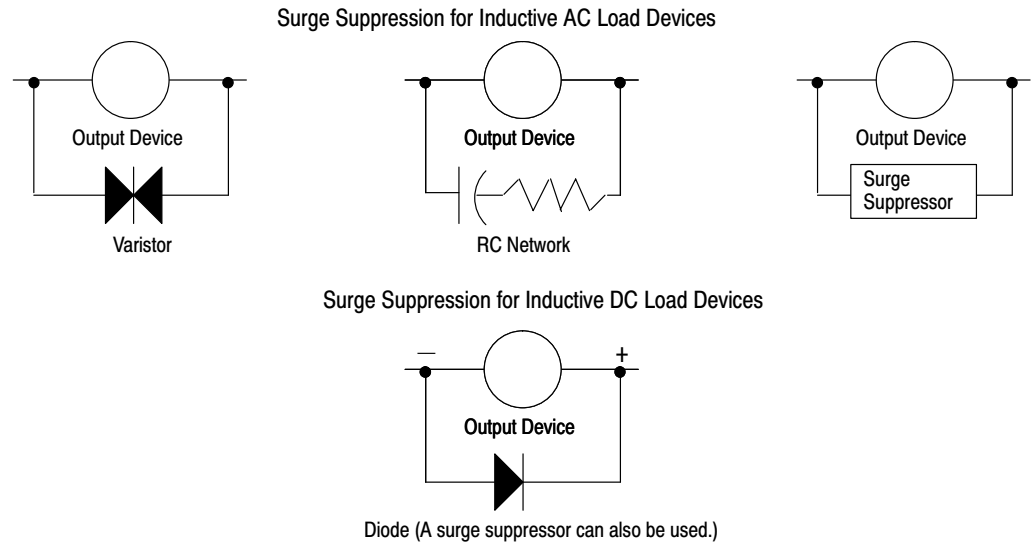 Surge Suppression for Inductive AC Load Devices
Output Device
Output Device
Output Device
Surge
Suppressor
Varistor
RC Network
Surge Suppression for Inductive DC Load Devices
— +
Output Device
Diode (A surge suppressor can also be used.)